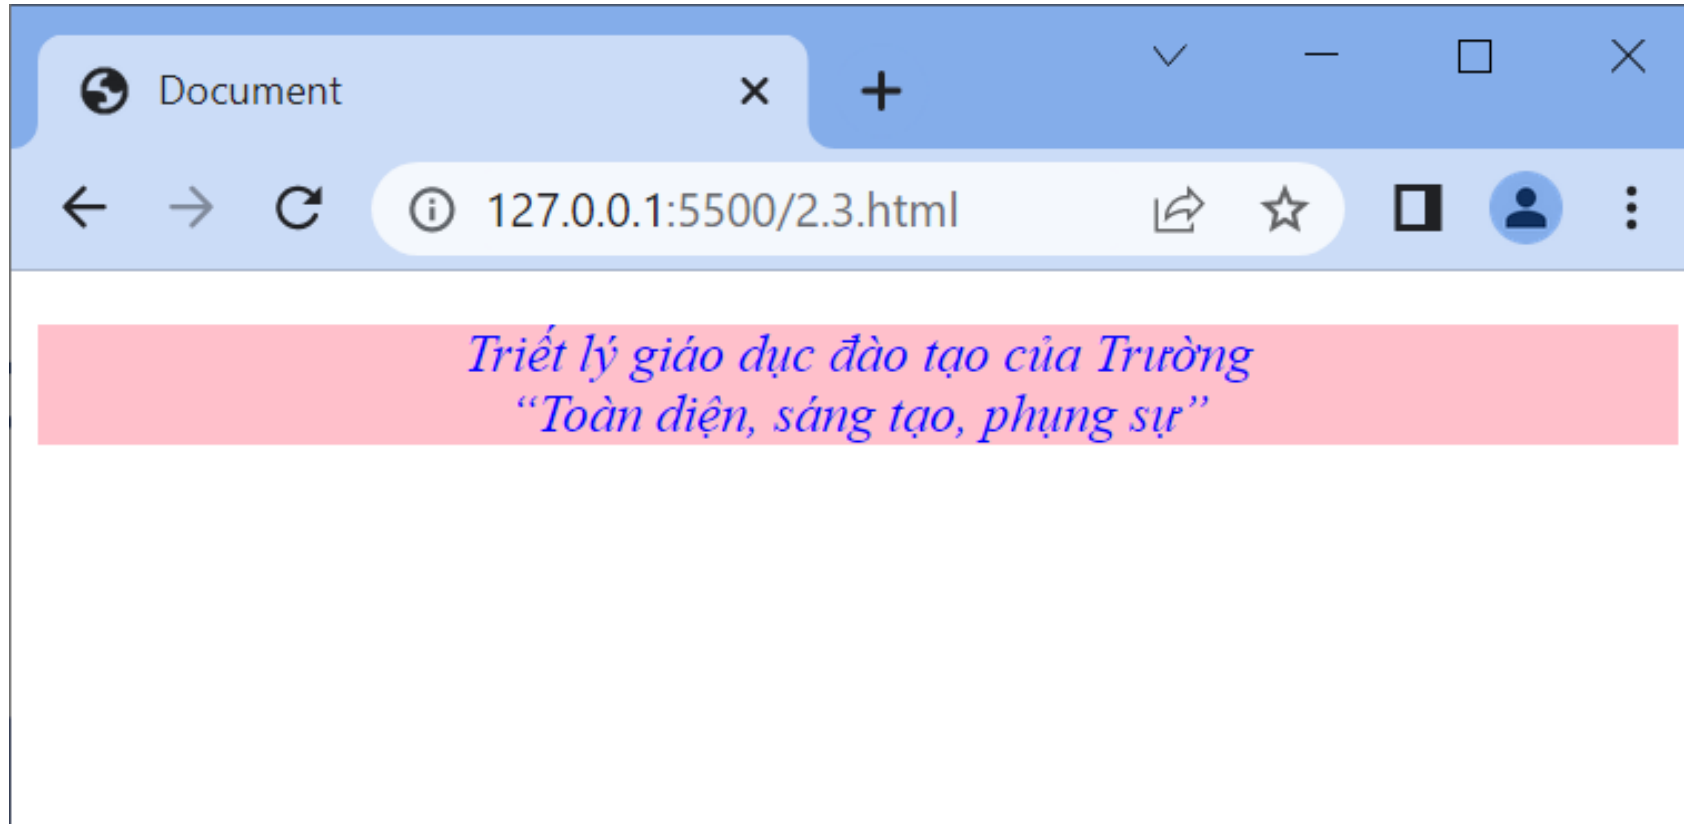 Document
127.0.0.1:5500/2.3.html
Triết lý giáo dục đào tạo của Trường
“Toàn diện, sáng tạo, phụng sự”